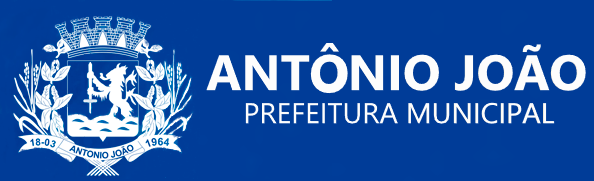 ANTÔNIO JOÃO
PREFEITURA MUNICIPAL
18-03 ANTONIO JOÃO 1964